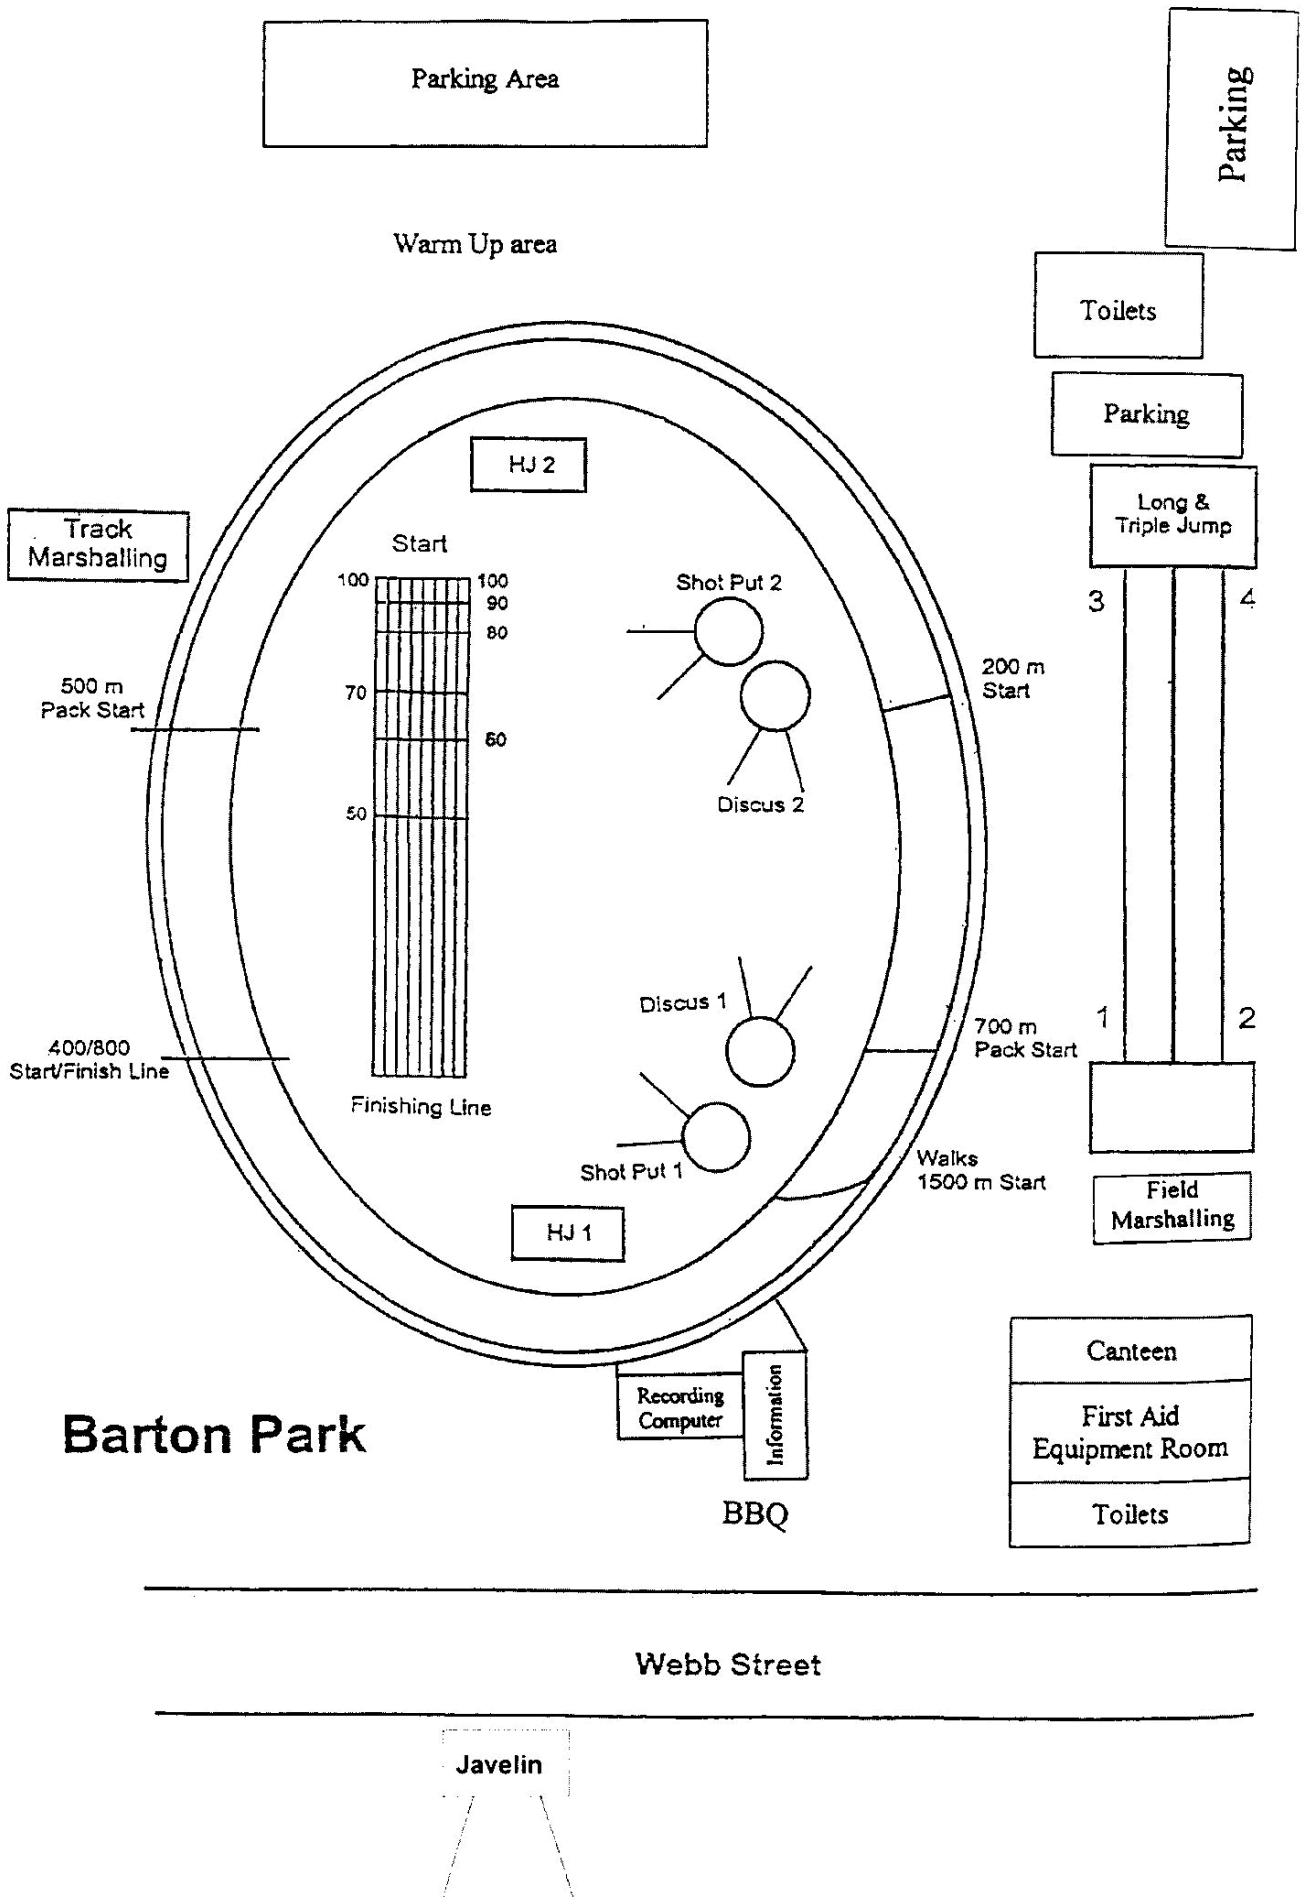 Parking Area
Parking
Warm Up area
Toilets
Parking
HJ 2
Long &
Triple Jump
Track
Marshalling
Start
100
100
90
80
70
60
50
Shot Put 2
3
4
200 m
Start
500 m
Pack Start
Discus 2
Discus 1
1
2
700 m
Pack Start
400/800
Start/Finish Line
Finishing Line
Shot Put 1
Walks
1500 m Start
Field
Marshalling
HJ 1
Canteen
Recording
Computer
Information
First Aid
Equipment Room
Barton Park
Toilets
BBQ
Webb Street
Javelin